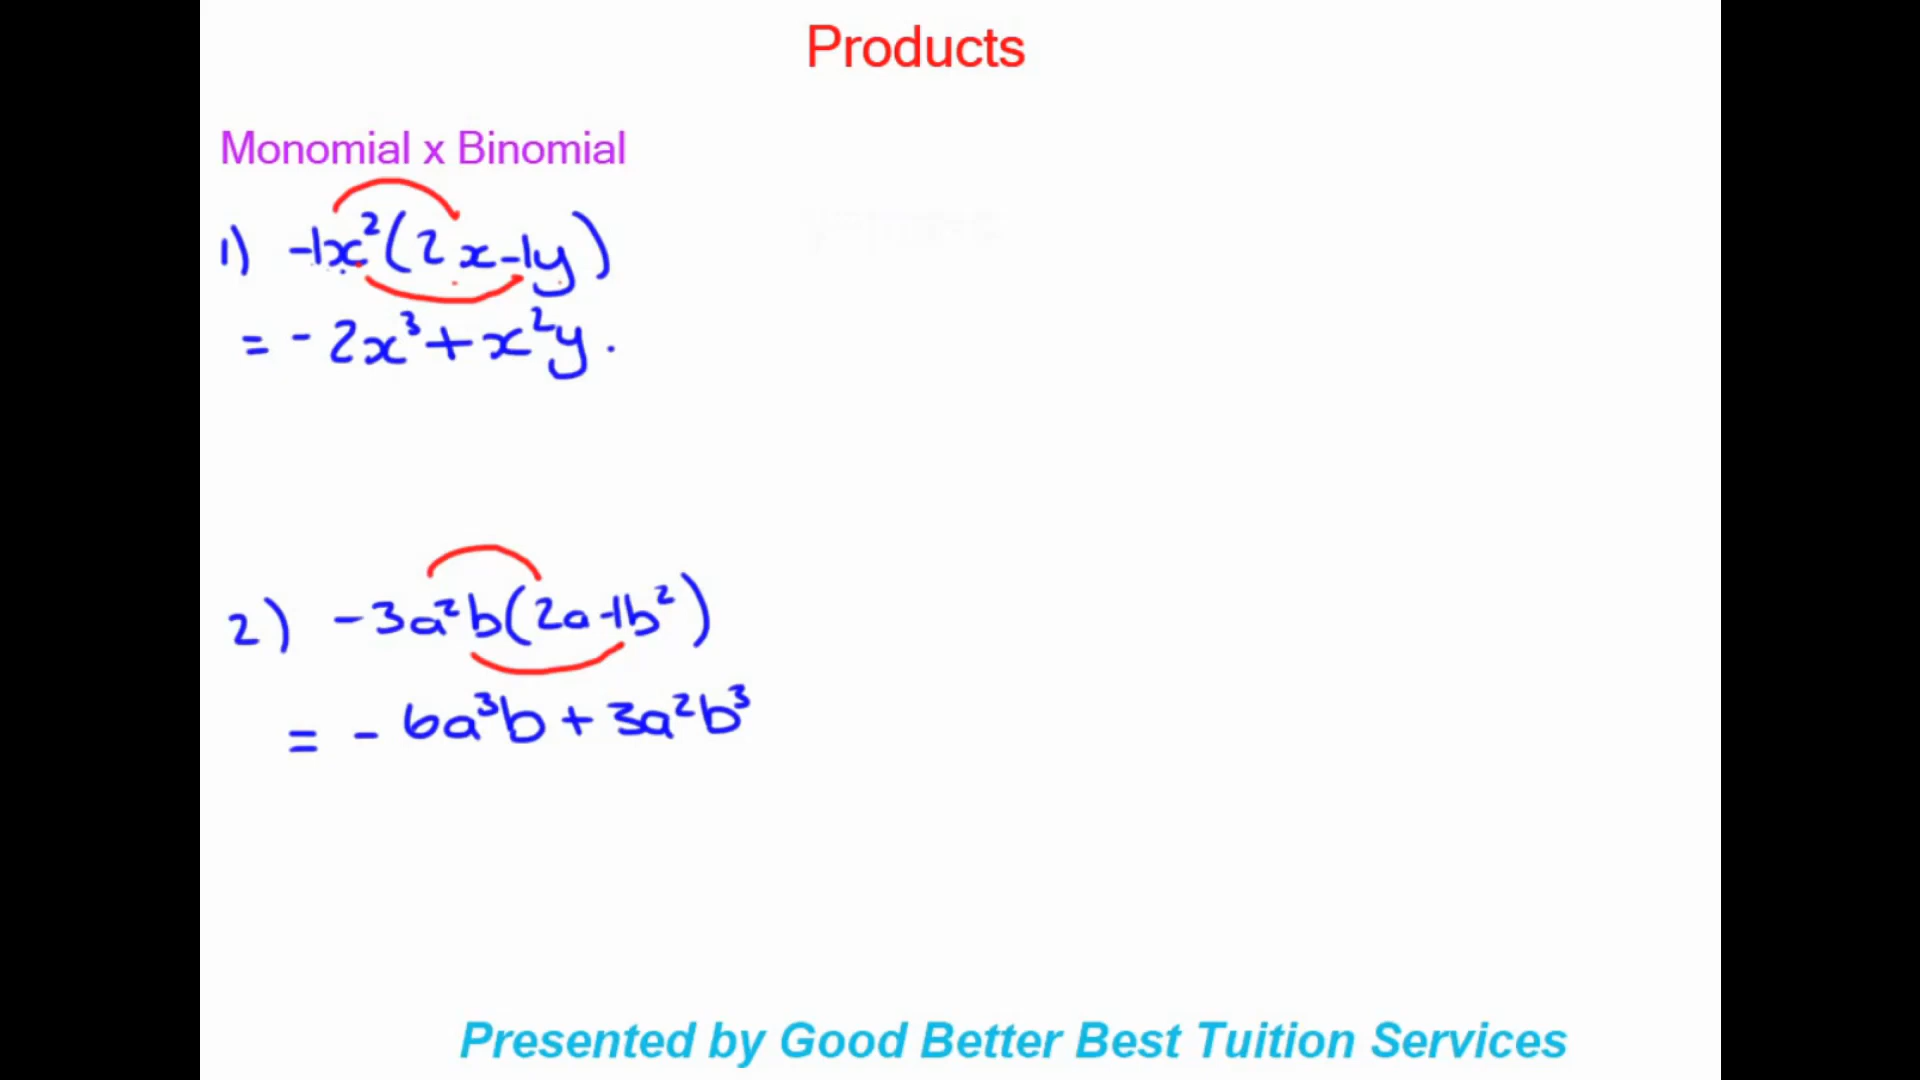 Products
Monomial x Binomial
1) -1x²(2x-1y)
= -2x³+x²y.
2) -3a²b(2a-1b²)
= -6a³b+3a²b³
Presented by Good Better Best Tuition Services